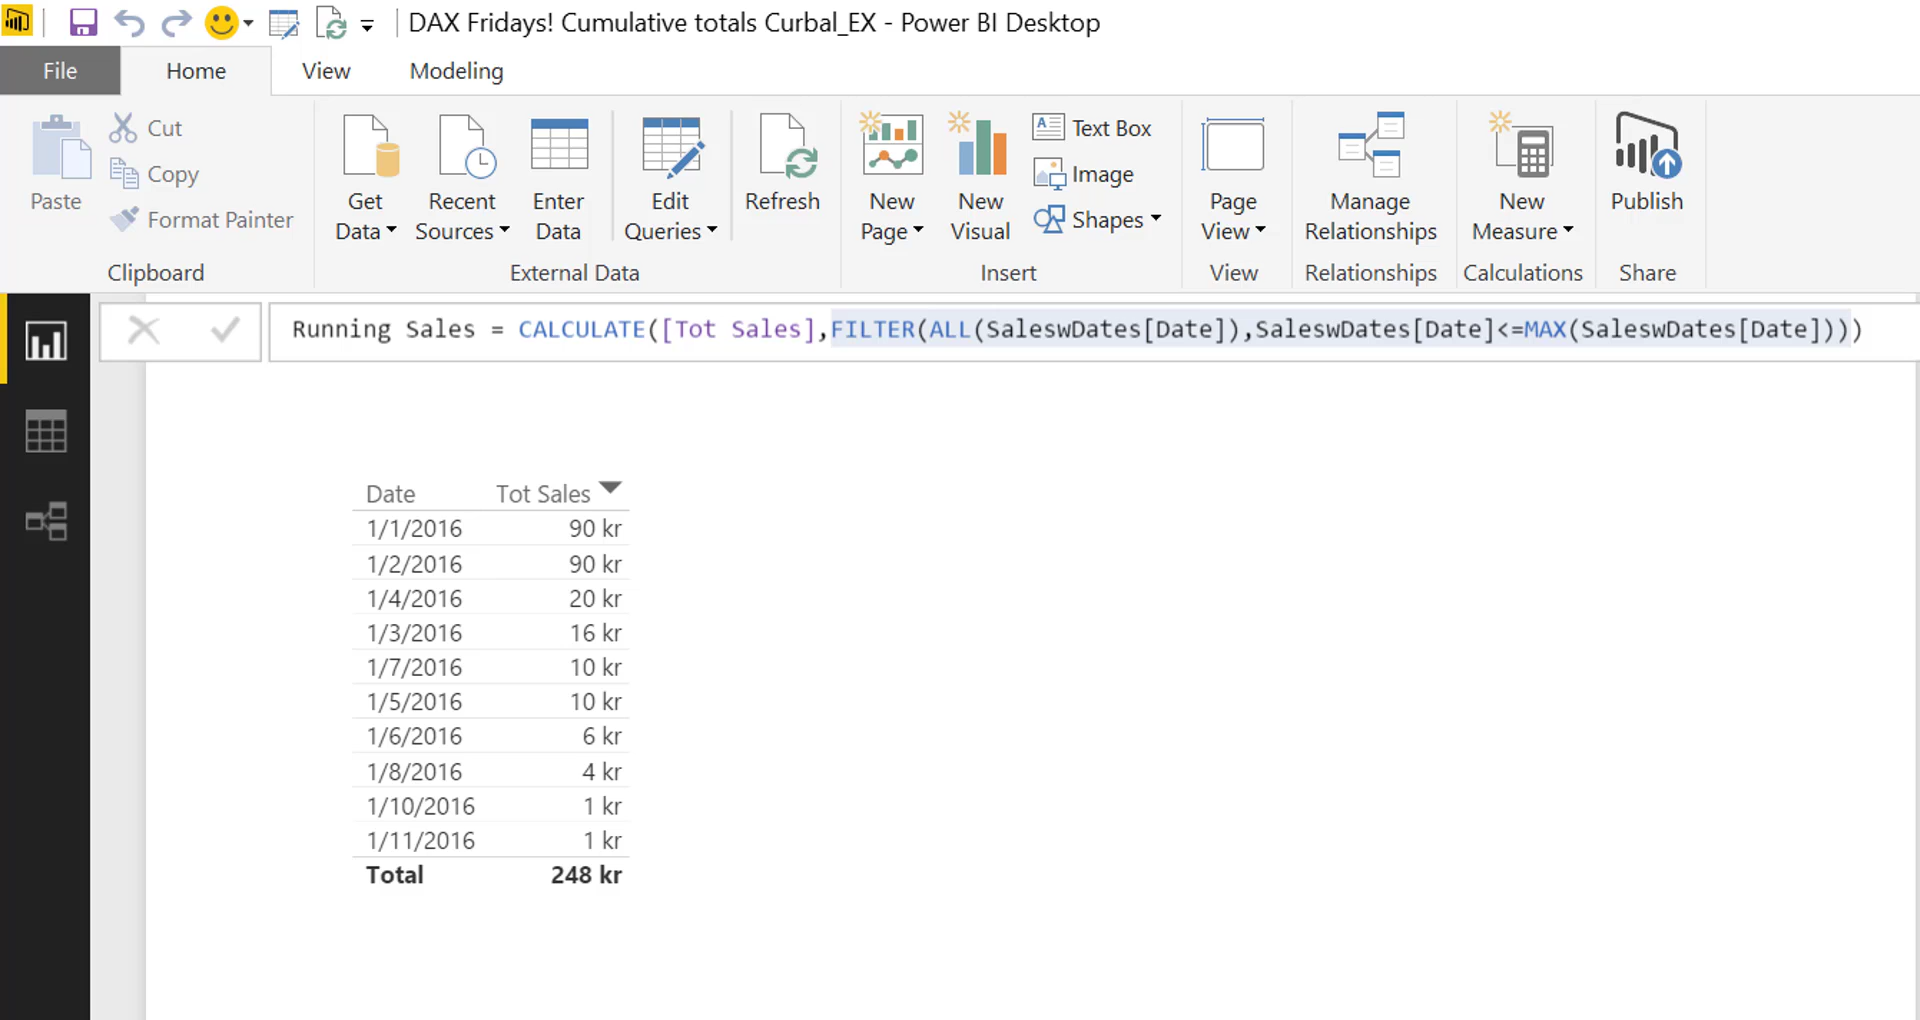 DAX Fridays! Cumulative totals Curbal_EX - Power BI Desktop
File
Home
View
Modeling
Paste
Cut
Copy
Format Painter
Clipboard
Get
Data
Recent
Sources
Enter
Data
Edit
Queries
Refresh
External Data
New
Page
New
Visual
Text Box
Image
Shapes
Insert
Page
View
View
Manage
Relationships
Relationships
New
Measure
Calculations
Publish
Share
Running Sales = CALCULATE([Tot Sales],FILTER(ALL(SaleswDates[Date]),SaleswDates[Date]<=MAX(SaleswDates[Date])))
Date Tot Sales
1/1/2016 90 kr
1/2/2016 90 kr
1/4/2016 20 kr
1/3/2016 16 kr
1/7/2016 10 kr
1/5/2016 10 kr
1/6/2016 6 kr
1/8/2016 4 kr
1/10/2016 1 kr
1/11/2016 1 kr
Total 248 kr